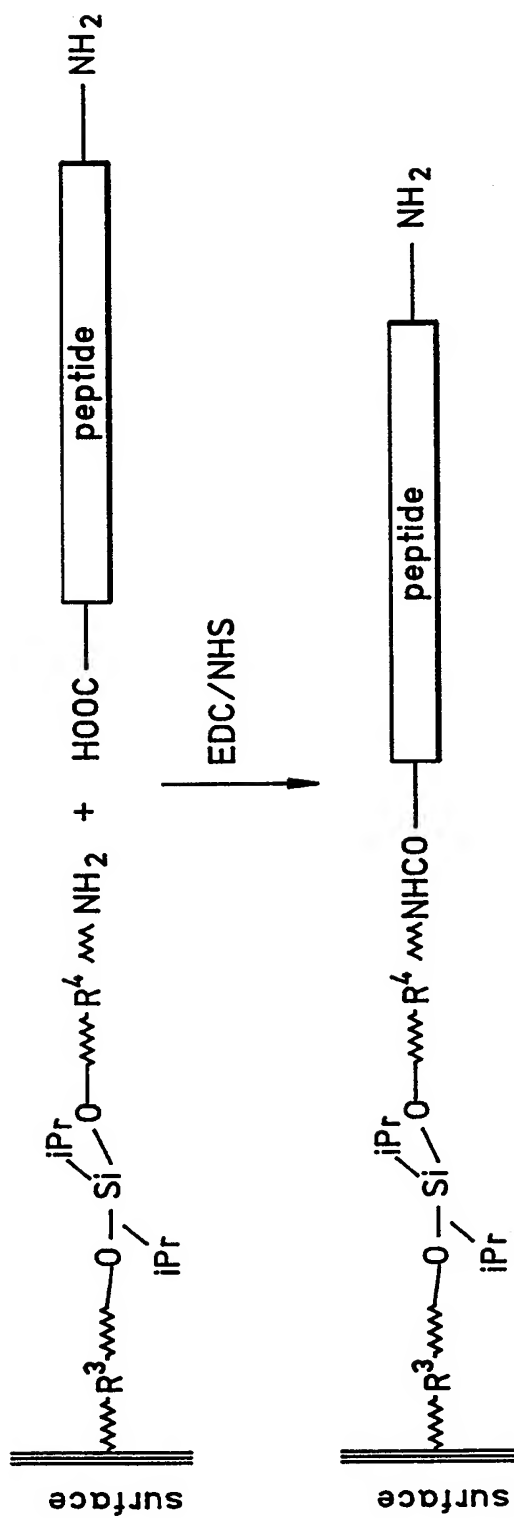 surface R³ O Si iPr iPr O R⁴ NH₂ + HOOC peptide NH₂
EDC/NHS
surface R³ O Si iPr iPr O R⁴ NHCO peptide NH₂